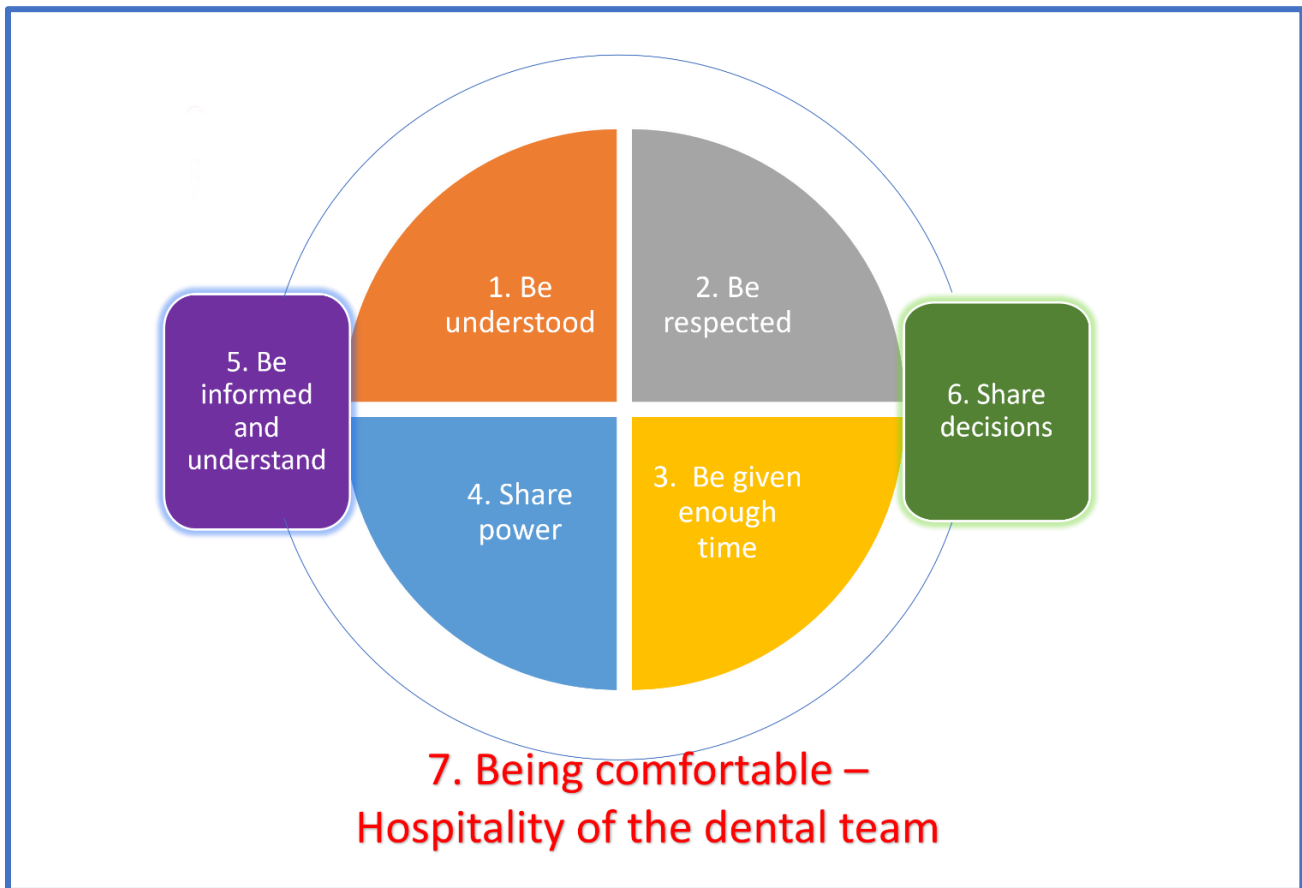 1. Be
understood
2. Be
respected
3. Be given
enough
time
4. Share
power
5. Be
informed
and
understand
6. Share
decisions
7. Being comfortable –
Hospitality of the dental team